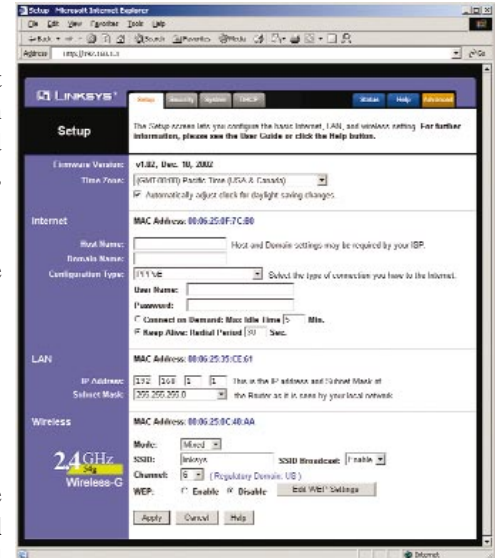 Setup Microsoft Internet Explorer
File Edit View Favorites Tools Help
Back Search Favorites Media
Address http://192.168.1.1 Go
LINKSYS
Setup Security System DHCP Status Help Advanced
Setup
The Setup screen lets you configure the basic Internet, LAN, and wireless setting. For further
information, please see the User Guide or click the Help button.
Firmware Version: v1.02, Dec. 10, 2002
Time Zone: (GMT-08:00) Pacific Time (USA & Canada)
Automatically adjust clock for daylight saving changes
Internet MAC Address: 00:06:25:0F:7C:B0
Host Name: Host and Domain settings may be required by your ISP.
Domain Name:
Configuration Type: PPPoE Select the type of connection you have to the Internet.
User Name:
Password:
Connect on Demand: Max Idle Time 5 Min.
Keep Alive: Redial Period 30 Sec.
LAN MAC Address: 00:06:25:35:CE:61
IP Address: 192 168 1 1 This is the IP address and Subnet Mask of
Subnet Mask: 255.255.255.0 the Router as it is seen by your local network
Wireless MAC Address: 00:06:25:0C:40:AA
Mode: Mixed
SSID: linksys SSID Broadcast: Enable
2.4GHz
54g
Wireless-G
Channel: 6 ( Regulatory Domain: US )
WEP: Enable Disable Edit WEP Settings
Apply Cancel Help
Internet